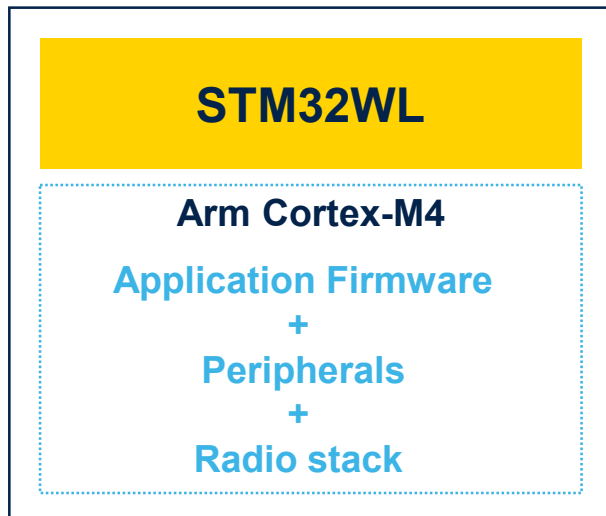 STM32WL
Arm Cortex-M4
Application Firmware
+
Peripherals
+
Radio stack